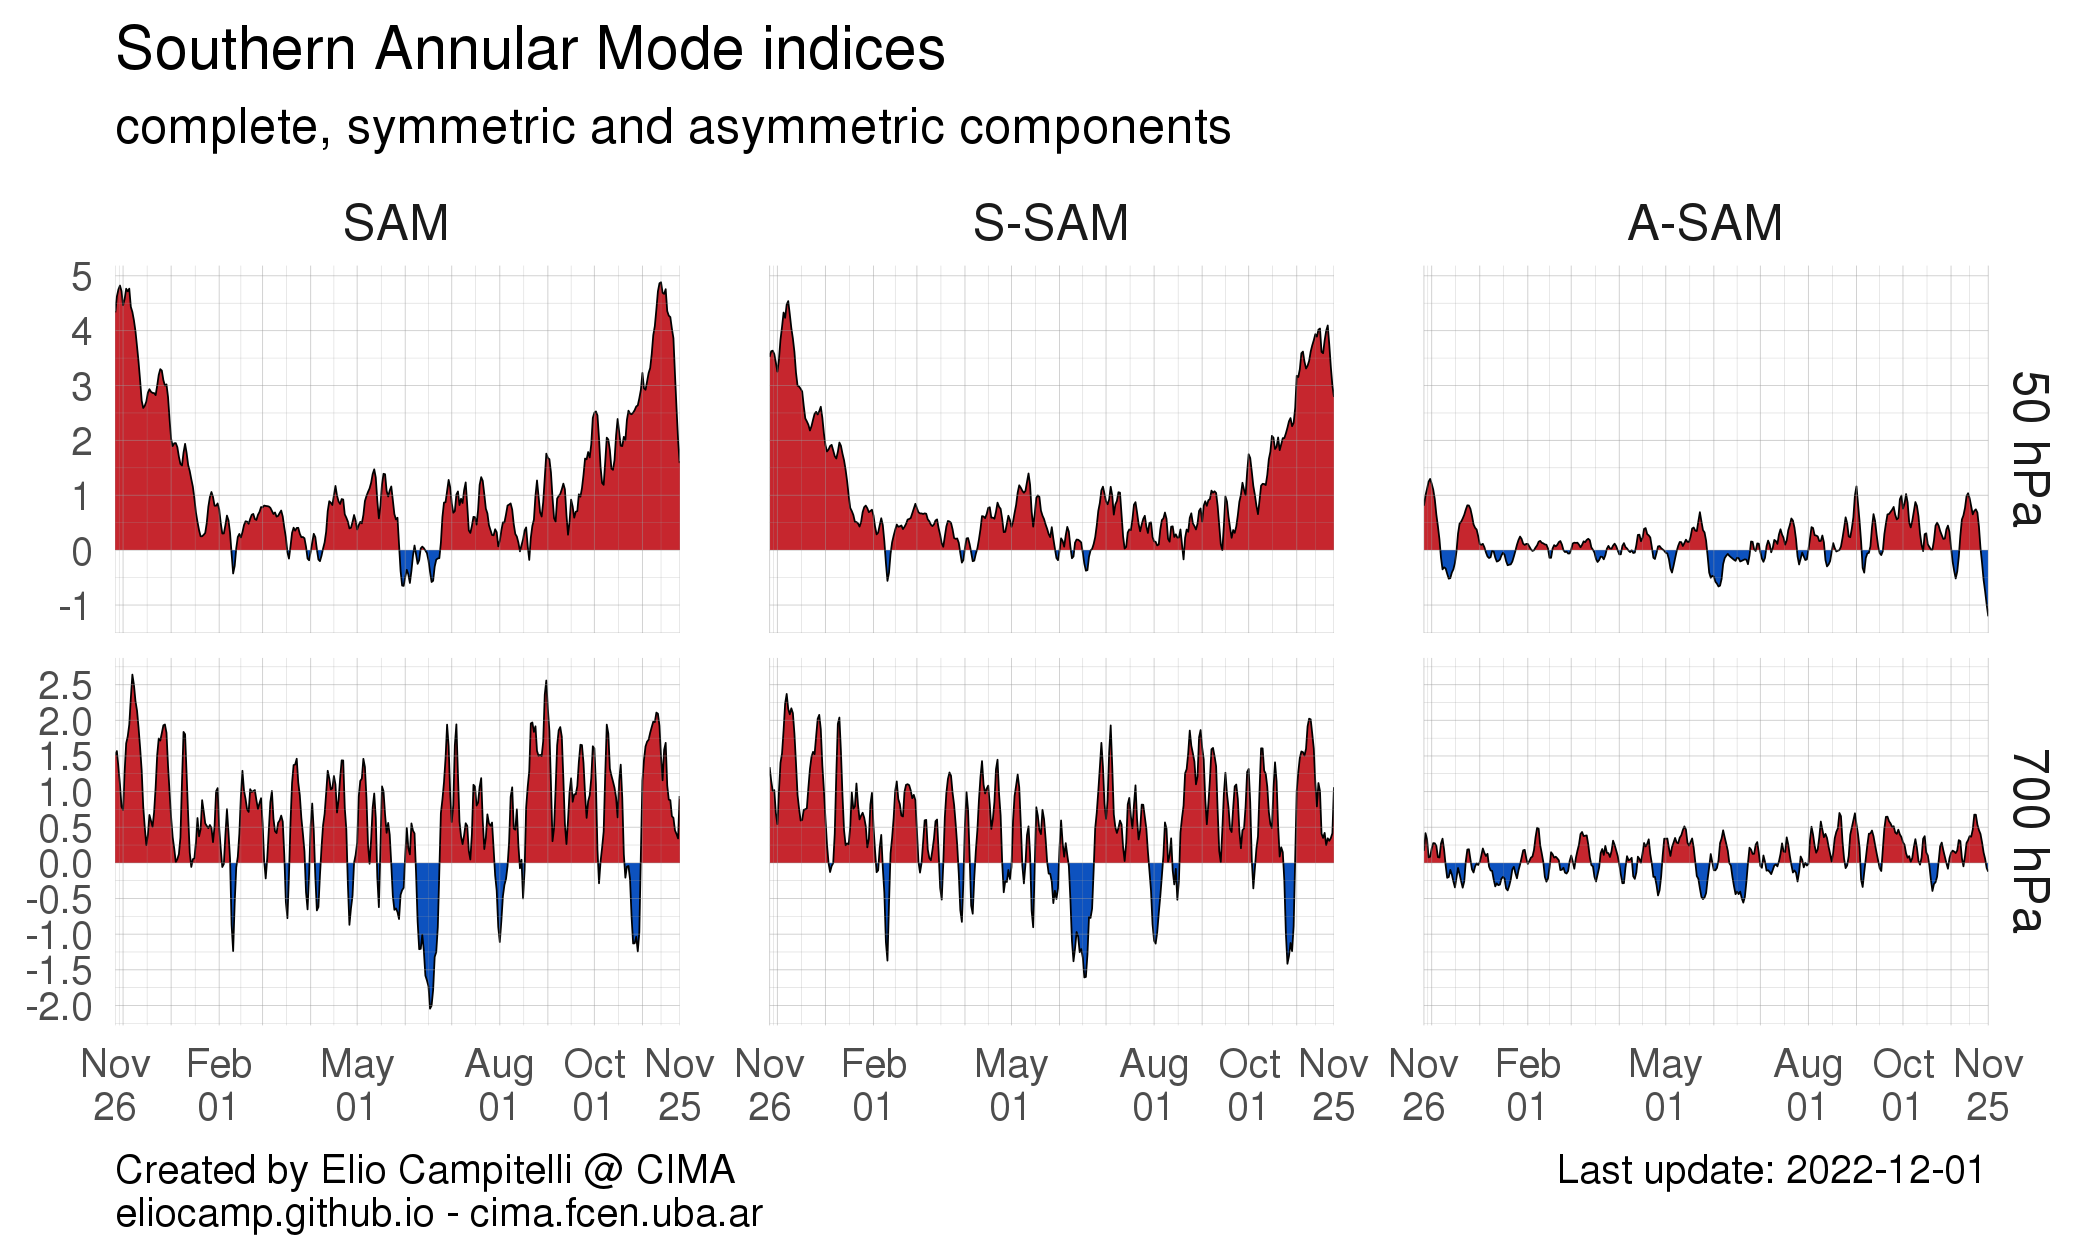 Southern Annular Mode indices
complete, symmetric and asymmetric components
SAM S-SAM A-SAM
5
4
3
2
1
0
-1
50 hPa
2.5
2.0
1.5
1.0
0.5
0.0
-0.5
-1.0
-1.5
-2.0
700 hPa
Nov Feb May Aug Oct Nov Nov Feb May Aug Oct Nov Nov Feb May Aug Oct Nov
26 01 01 01 01 25 26 01 01 01 01 25 26 01 01 01 01 25
Created by Elio Campitelli @ CIMA Last update: 2022-12-01
eliocamp.github.io - cima.fcen.uba.ar